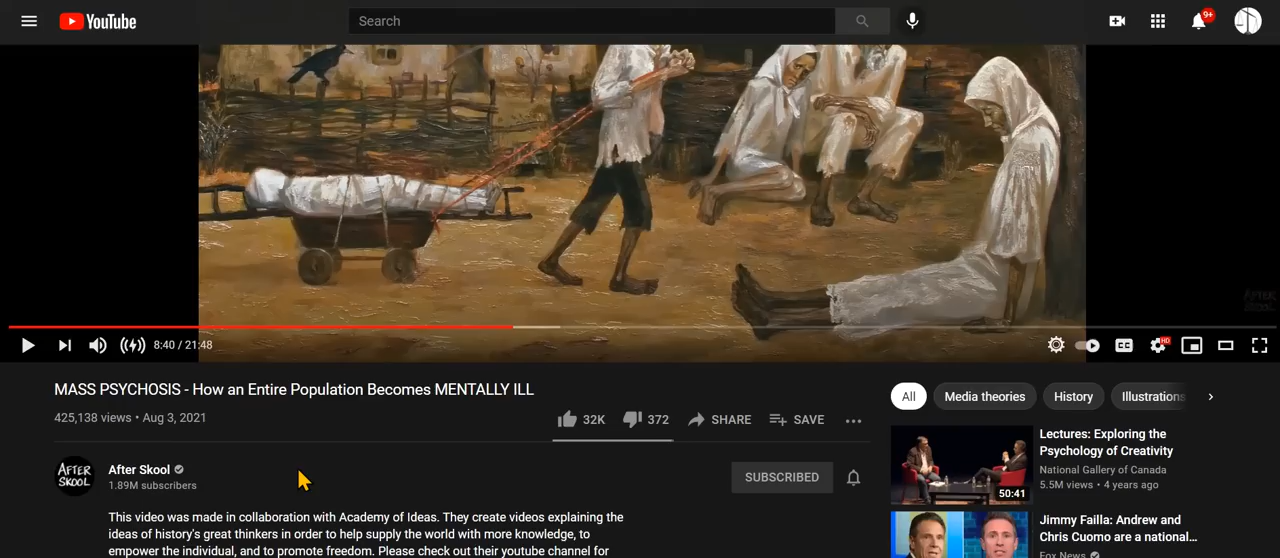 YouTube
Search
9+
AFTER
SKOOL
8:40 / 21:48
CC
HD
MASS PSYCHOSIS - How an Entire Population Becomes MENTALLY ILL
425,138 views • Aug 3, 2021
32K
372
SHARE
SAVE
AFTER
SKOOL
After Skool
1.89M subscribers
SUBSCRIBED
This video was made in collaboration with Academy of Ideas. They create videos explaining the
ideas of history's great thinkers in order to help supply the world with more knowledge, to
empower the individual, and to promote freedom. Please check out their youtube channel for
All
Media theories
History
Illustrations
50:41
Lectures: Exploring the
Psychology of Creativity
National Gallery of Canada
5.5M views • 4 years ago
Jimmy Failla: Andrew and
Chris Cuomo are a national...
Fox News